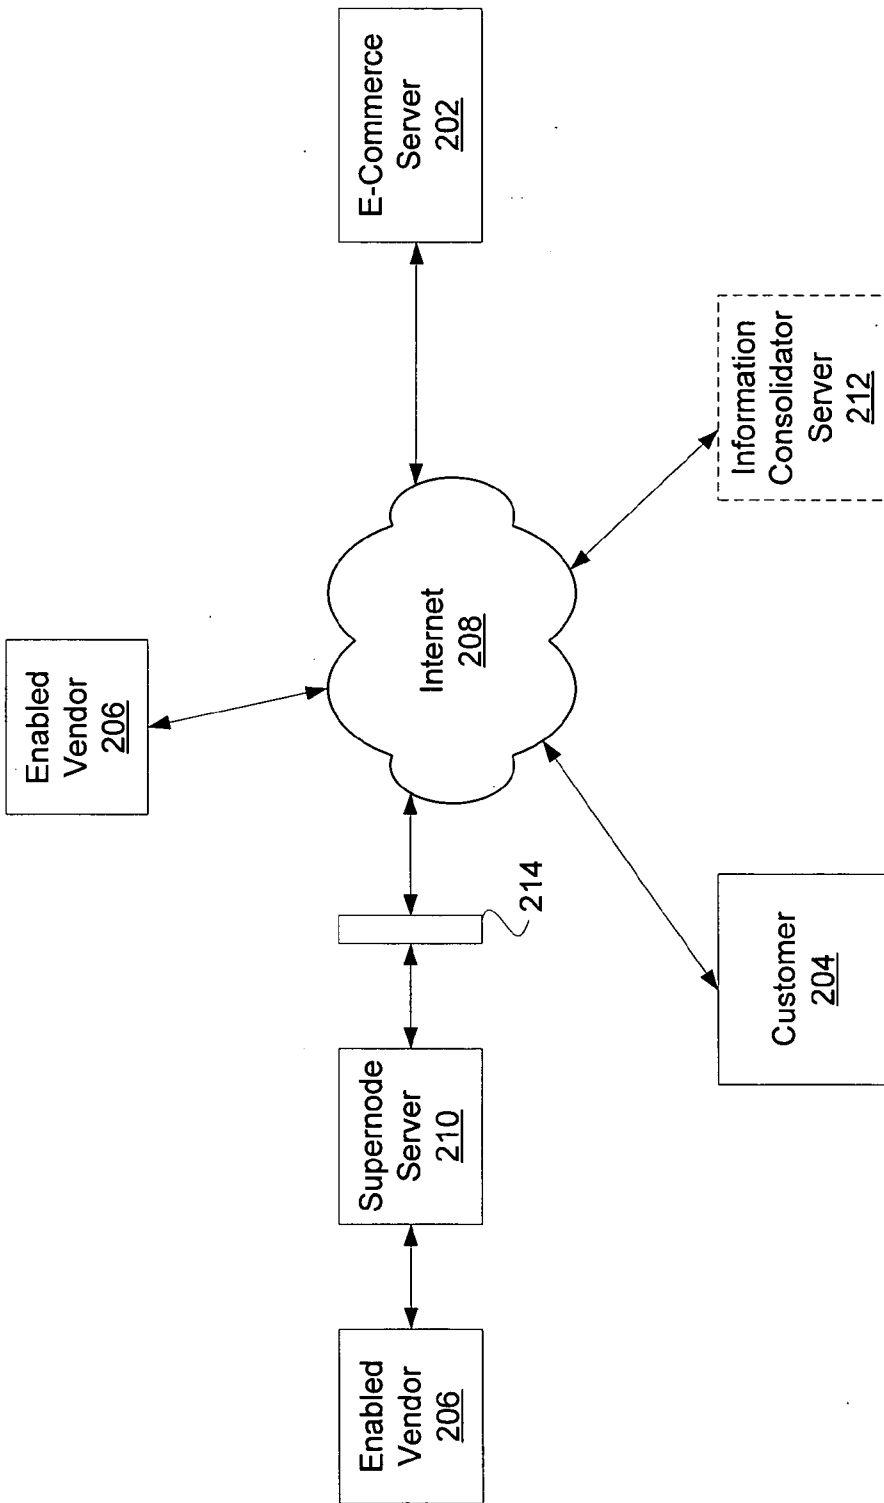 Enabled
Vendor
206
E-Commerce
Server
202
Internet
208
214
Supernode
Server
210
Enabled
Vendor
206
Information
Consolidator
Server
212
Customer
204